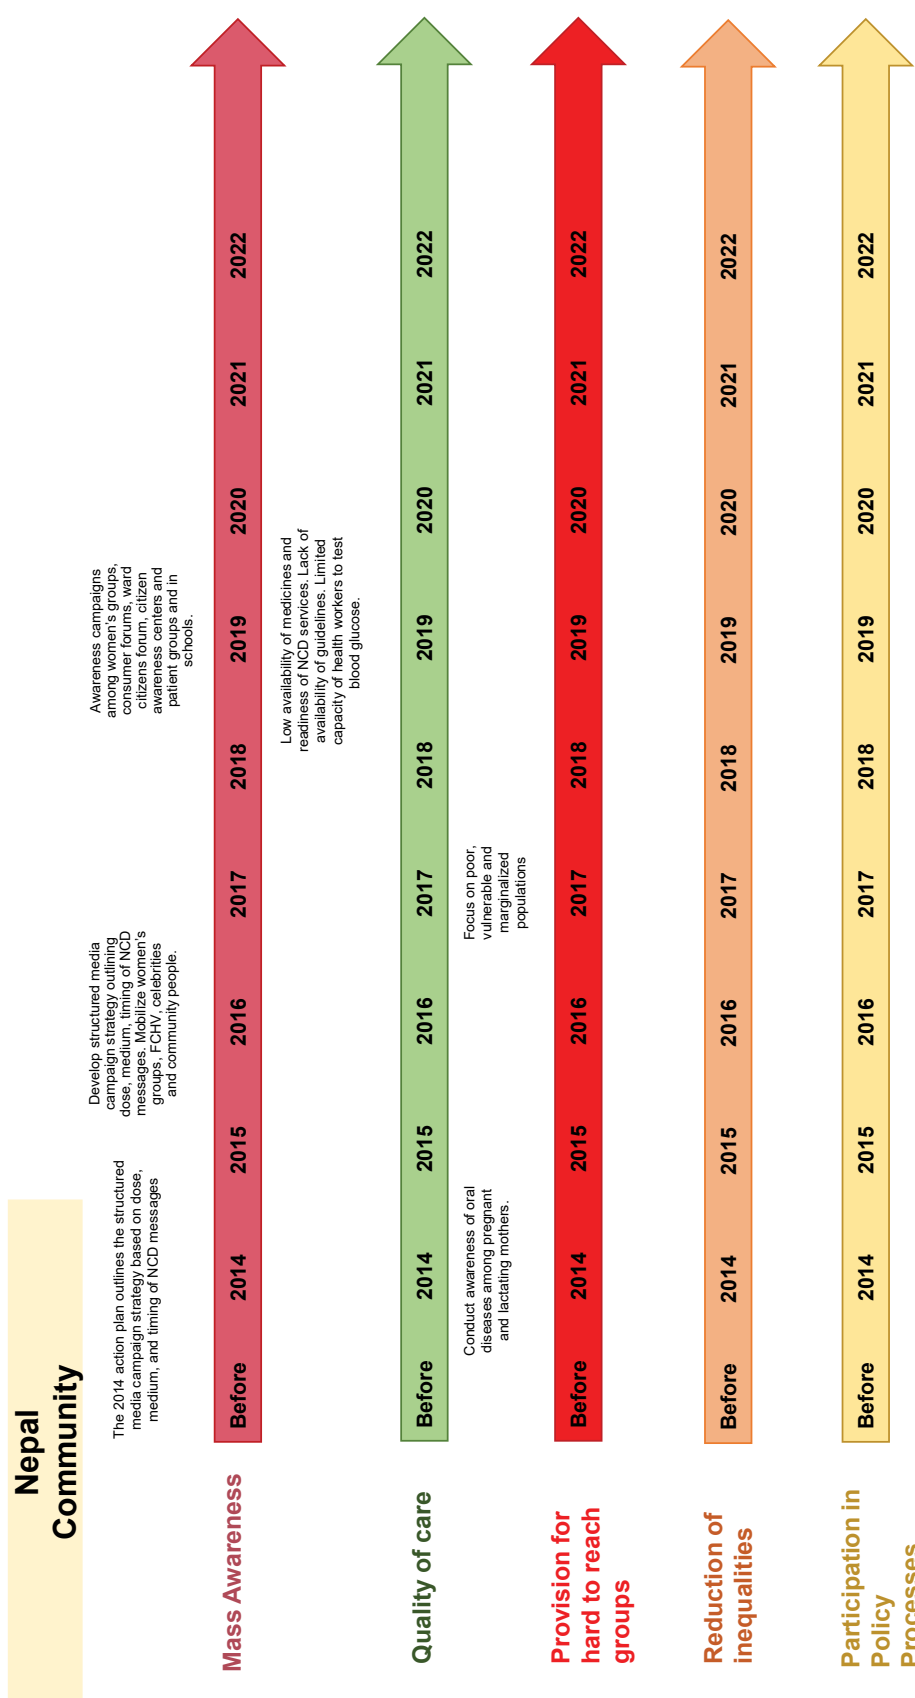 Nepal
Community
The 2014 action plan outlines the structured
media campaign strategy based on dose,
medium, and timing of NCD messages
Develop structured media
campaign strategy outlining
dose, medium, timing of NCD
messages. Mobilize women's
groups, FCHV, celebrities
and community people.
Awareness campaigns
among women's groups,
consumer forums, ward
citizens forum, citizen
awareness centers and
patient groups and in
schools.
Mass Awareness
Before 2014 2015 2016 2017 2018 2019 2020 2021 2022
Low availability of medicines and
readiness of NCD services. Lack of
availability of guidelines. Limited
capacity of health workers to test
blood glucose.
Quality of care
Before 2014 2015 2016 2017 2018 2019 2020 2021 2022
Conduct awareness of oral
diseases among pregnant
and lactating mothers.
Focus on poor,
vulnerable and
marginalized
populations
Provision for
hard to reach
groups
Before 2014 2015 2016 2017 2018 2019 2020 2021 2022
Reduction of
inequalities
Before 2014 2015 2016 2017 2018 2019 2020 2021 2022
Participation in
Policy
Processes
Before 2014 2015 2016 2017 2018 2019 2020 2021 2022